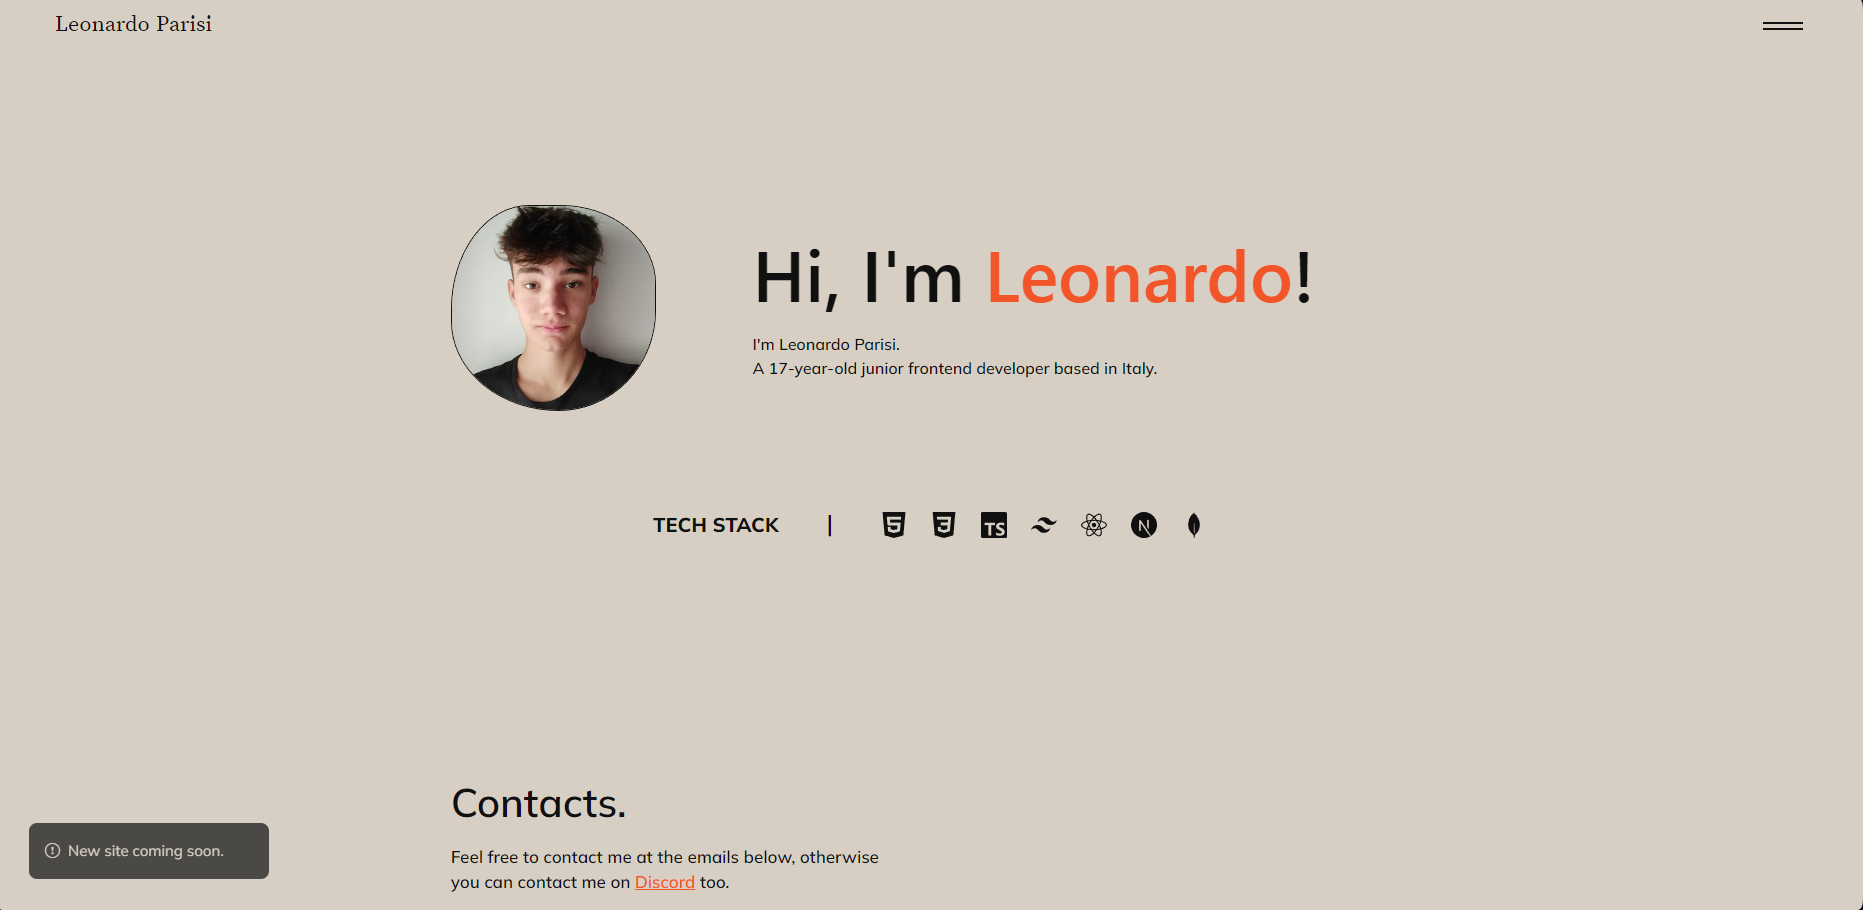 Leonardo Parisi
Hi, I'm Leonardo!
I'm Leonardo Parisi.
A 17-year-old junior frontend developer based in Italy.
TECH STACK | 5 3 TS N
Contacts.
Feel free to contact me at the emails below, otherwise
you can contact me on Discord too.
New site coming soon.